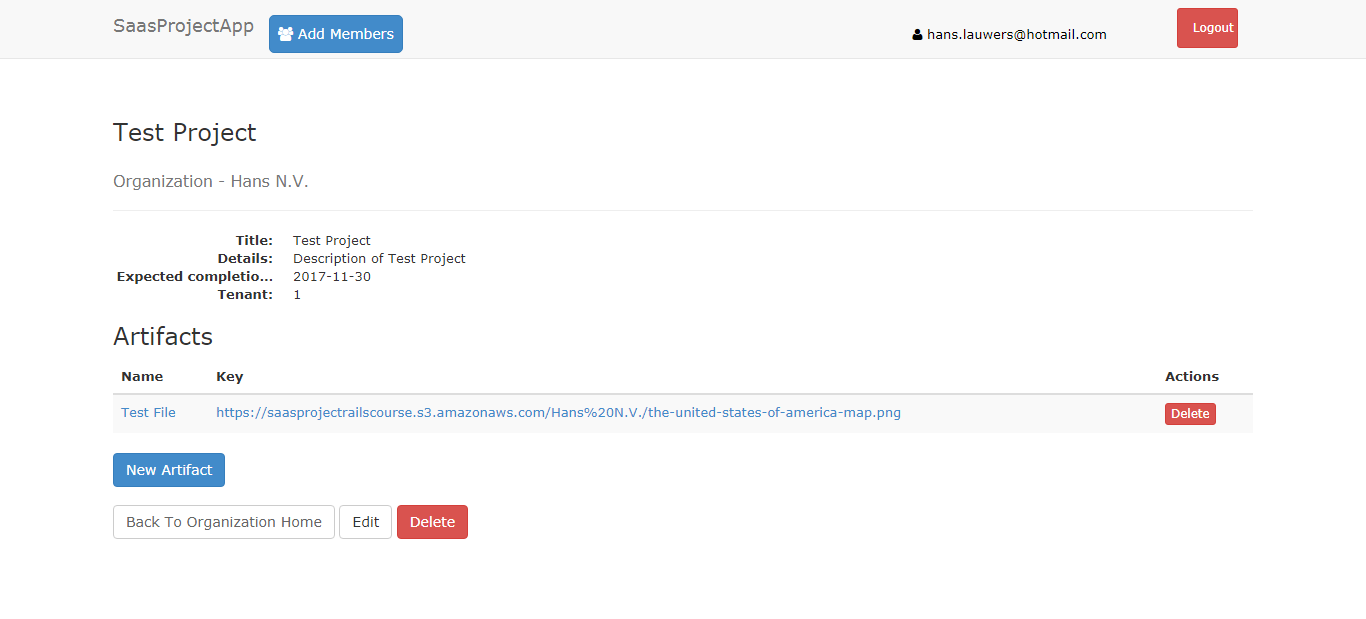 SaasProjectApp Add Members hans.lauwers@hotmail.com Logout
Test Project
Organization - Hans N.V.
Title: Test Project
Details: Description of Test Project
Expected completio... 2017-11-30
Tenant: 1
Artifacts
Name Key Actions
Test File https://saasprojectrailscourse.s3.amazonaws.com/Hans%20N.V./the-united-states-of-america-map.png Delete
New Artifact
Back To Organization Home Edit Delete